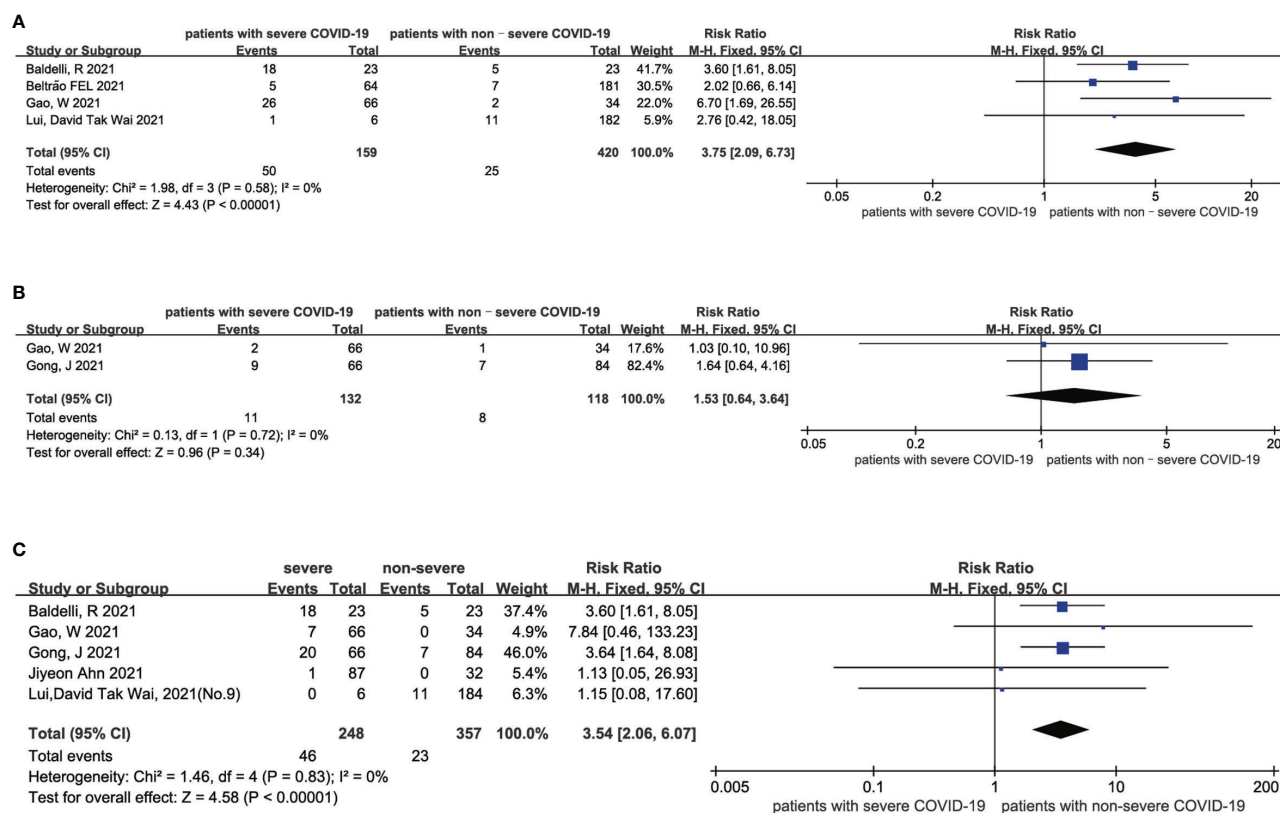 A
patients with severe COVID-19 patients with non – severe COVID-19 Risk Ratio Risk Ratio
Study or Subgroup Events Total Events Total Weight M-H, Fixed, 95% CI M-H, Fixed, 95% CI
Baldelli, R 2021 18 23 5 23 41.7% 3.60 [1.61, 8.05]
Beltrão FEL 2021 5 64 7 181 30.5% 2.02 [0.66, 6.14]
Gao, W 2021 26 66 2 34 22.0% 6.70 [1.69, 26.55]
Lui, David Tak Wai 2021 1 6 11 182 5.9% 2.76 [0.42, 18.05]
Total (95% CI) 159 420 100.0% 3.75 [2.09, 6.73]
Total events 50 25
Heterogeneity: Chi² = 1.98, df = 3 (P = 0.58); I² = 0%
Test for overall effect: Z = 4.43 (P < 0.00001)
0.05 0.2 1 5 20
patients with severe COVID-19 patients with non – severe COVID-19
B
patients with severe COVID-19 patients with non – severe COVID-19 Risk Ratio Risk Ratio
Study or Subgroup Events Total Events Total Weight M-H, Fixed, 95% CI M-H, Fixed, 95% CI
Gao, W 2021 2 66 1 34 17.6% 1.03 [0.10, 10.96]
Gong, J 2021 9 66 7 84 82.4% 1.64 [0.64, 4.16]
Total (95% CI) 132 118 100.0% 1.53 [0.64, 3.64]
Total events 11 8
Heterogeneity: Chi² = 0.13, df = 1 (P = 0.72); I² = 0%
Test for overall effect: Z = 0.96 (P = 0.34)
0.05 0.2 1 5 20
patients with severe COVID-19 patients with non – severe COVID-19
C
severe non-severe Risk Ratio Risk Ratio
Study or Subgroup Events Total Events Total Weight M-H, Fixed, 95% CI M-H, Fixed, 95% CI
Baldelli, R 2021 18 23 5 23 37.4% 3.60 [1.61, 8.05]
Gao, W 2021 7 66 0 34 4.9% 7.84 [0.46, 133.23]
Gong, J 2021 20 66 7 84 46.0% 3.64 [1.64, 8.08]
Jiyeon Ahn 2021 1 87 0 32 5.4% 1.13 [0.05, 26.93]
Lui,David Tak Wai, 2021(No.9) 0 6 11 184 6.3% 1.15 [0.08, 17.60]
Total (95% CI) 248 357 100.0% 3.54 [2.06, 6.07]
Total events 46 23
Heterogeneity: Chi² = 1.46, df = 4 (P = 0.83); I² = 0%
Test for overall effect: Z = 4.58 (P < 0.00001)
0.005 0.1 1 10 200
patients with severe COVID-19 patients with non-severe COVID-19